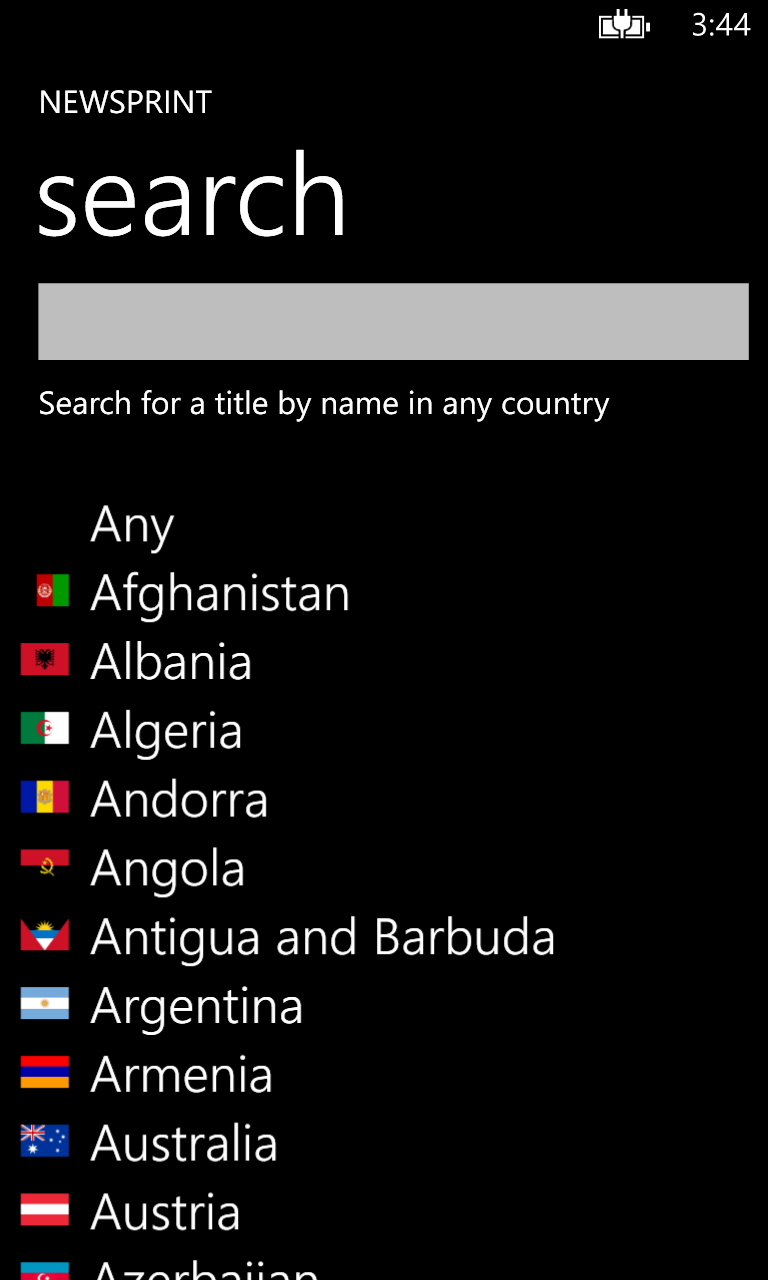 3:44
NEWSPRINT
search
Search for a title by name in any country
Any
Afghanistan
Albania
Algeria
Andorra
Angola
Antigua and Barbuda
Argentina
Armenia
Australia
Austria
Azerbaijan